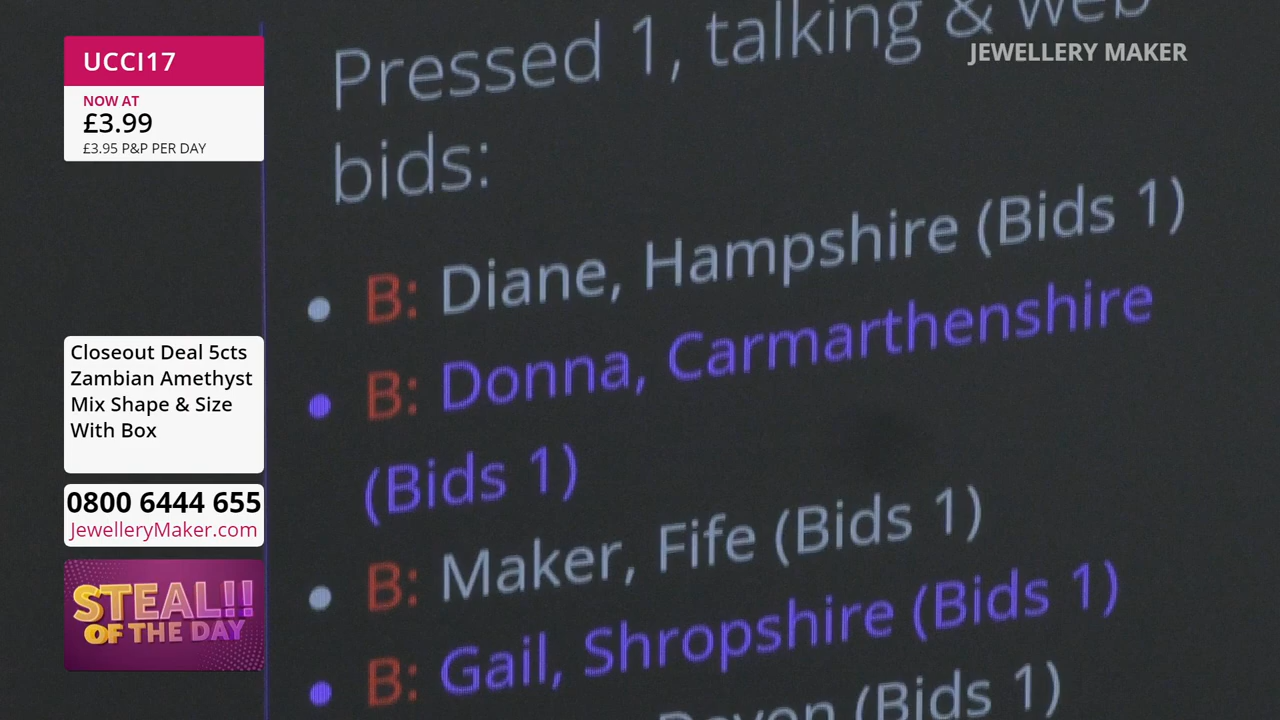 UCCI17
NOW AT
£3.99
£3.95 P&P PER DAY
Closeout Deal 5cts
Zambian Amethyst
Mix Shape & Size
With Box
0800 6444 655
JewelleryMaker.com
STEAL!!
OF THE DAY
JEWELLERY MAKER
Pressed 1, talking & web
bids:
• B: Diane, Hampshire (Bids 1)
• B: Donna, Carmarthenshire
(Bids 1)
• B: Maker, Fife (Bids 1)
• B: Gail, Shropshire (Bids 1)
Devon (Bids 1)